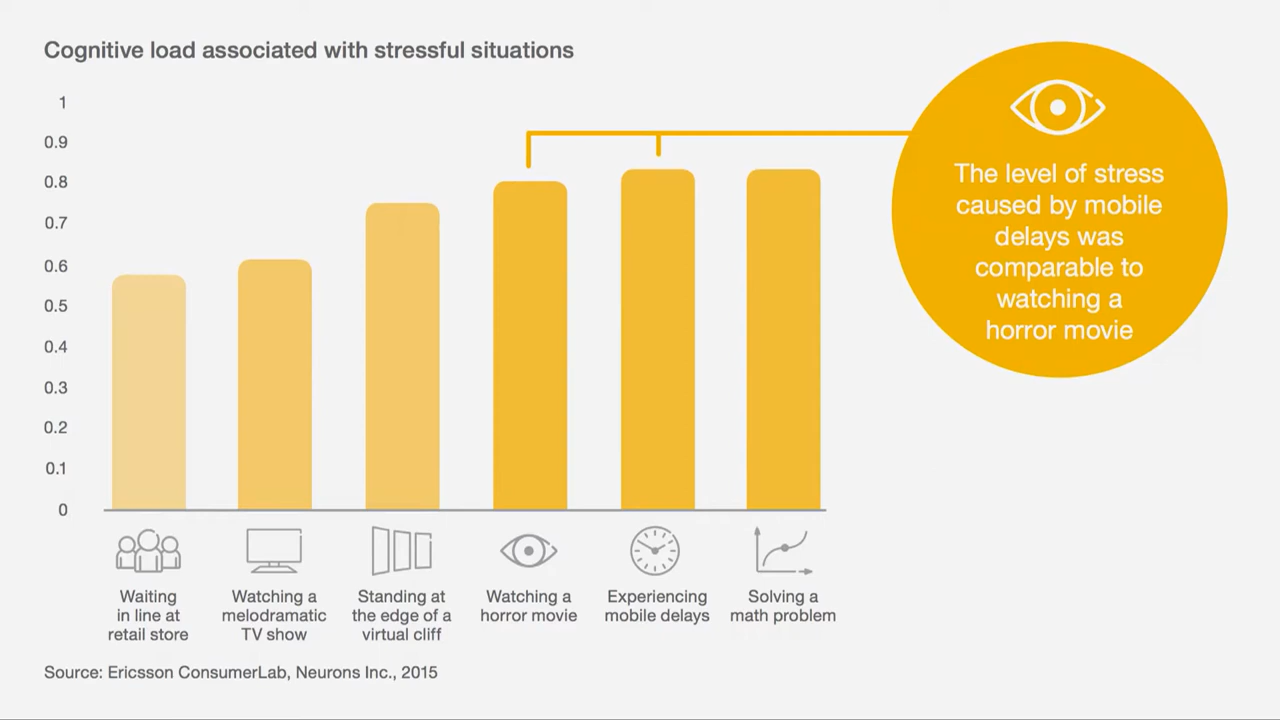 Cognitive load associated with stressful situations
1
0.9
0.8
0.7
0.6
0.5
0.4
0.3
0.2
0.1
0
The level of stress
caused by mobile
delays was
comparable to
watching a
horror movie
Waiting
in line at
retail store
Watching a
melodramatic
TV show
Standing at
the edge of a
virtual cliff
Watching a
horror movie
Experiencing
mobile delays
Solving a
math problem
Source: Ericsson ConsumerLab, Neurons Inc., 2015